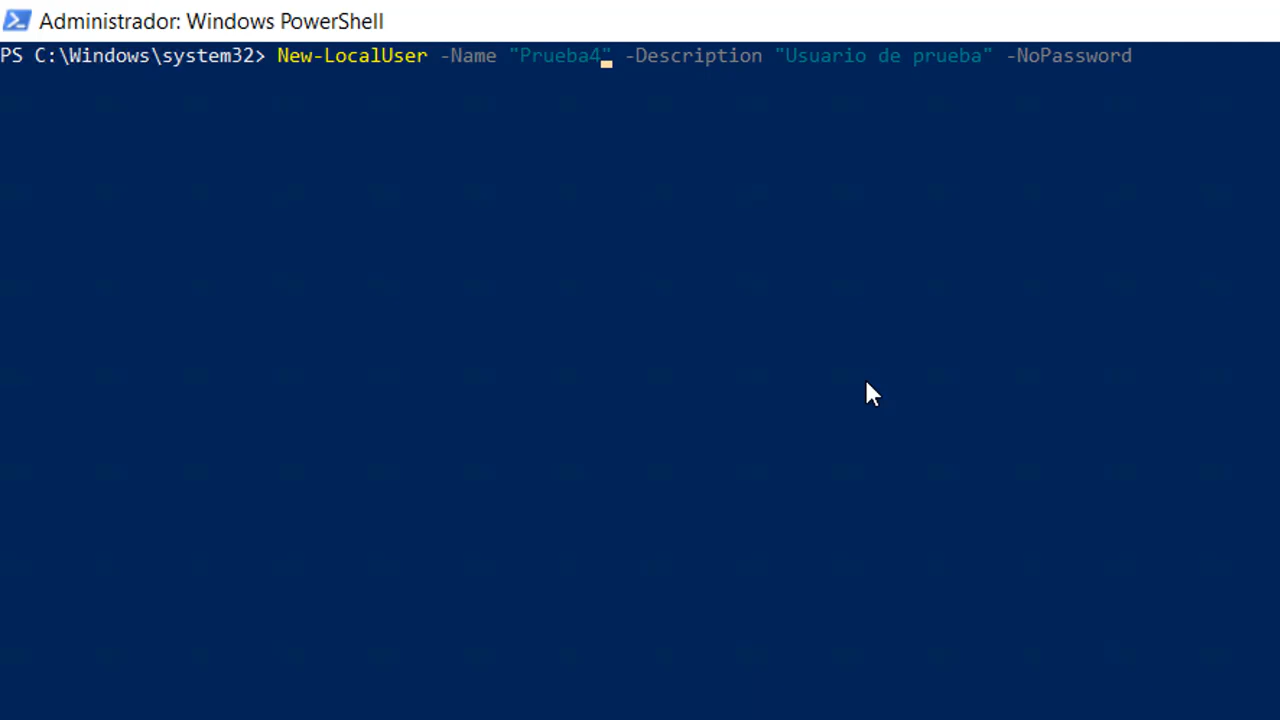 Administrador: Windows PowerShell
PS C:\Windows\system32> New-LocalUser -Name "Prueba4" -Description "Usuario de prueba" -NoPassword